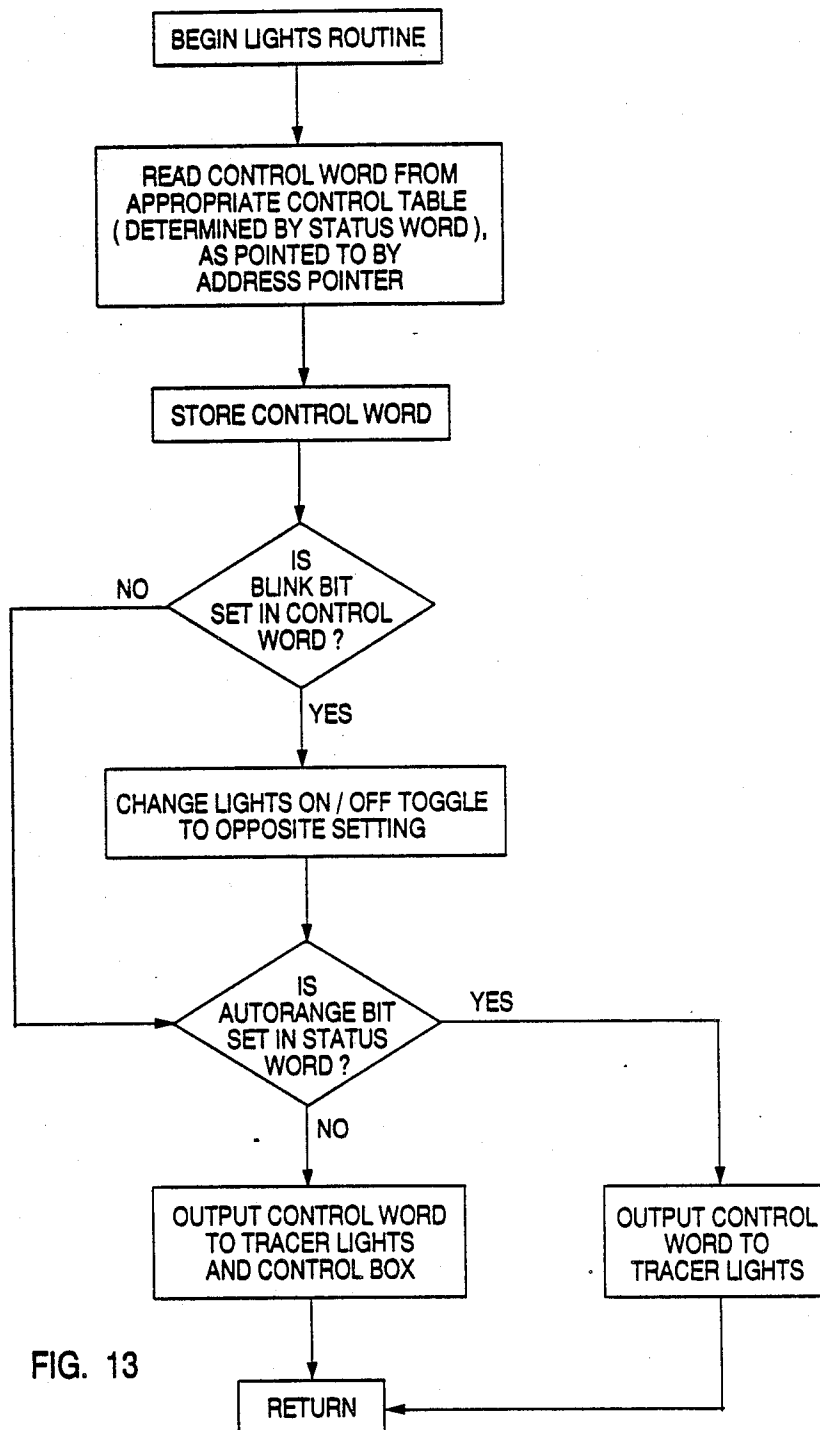 BEGIN LIGHTS ROUTINE
READ CONTROL WORD FROM
APPROPRIATE CONTROL TABLE
( DETERMINED BY STATUS WORD ),
AS POINTED TO BY
ADDRESS POINTER
STORE CONTROL WORD
IS
BLINK BIT
SET IN CONTROL
WORD ?
NO
YES
CHANGE LIGHTS ON / OFF TOGGLE
TO OPPOSITE SETTING
IS
AUTORANGE BIT
SET IN STATUS
WORD ?
YES
NO
OUTPUT CONTROL WORD
TO TRACER LIGHTS
AND CONTROL BOX
OUTPUT CONTROL
WORD TO
TRACER LIGHTS
FIG. 13
RETURN